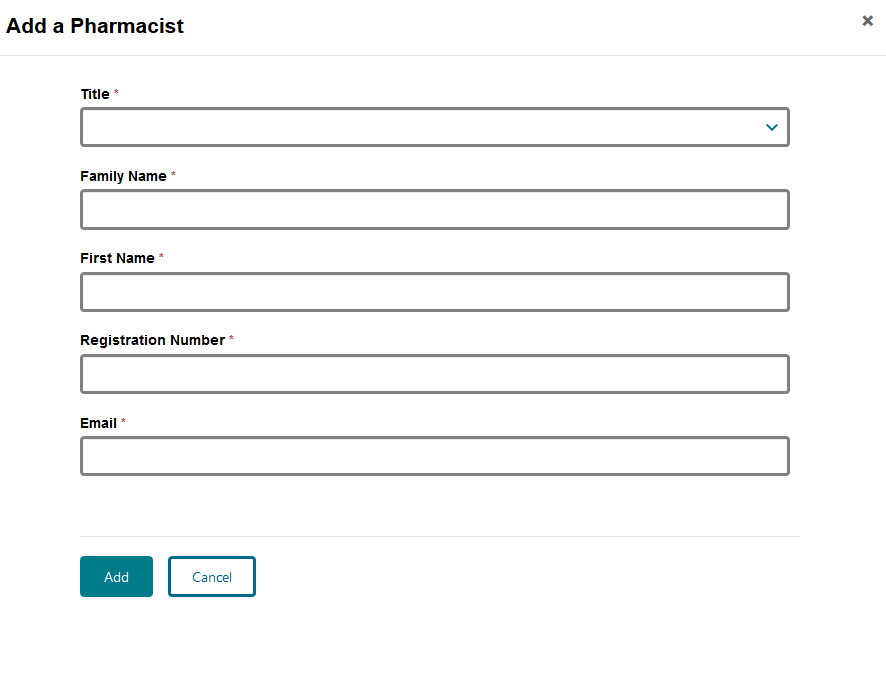 Add a Pharmacist
Title *
Family Name *
First Name *
Registration Number *
Email *
Add
Cancel